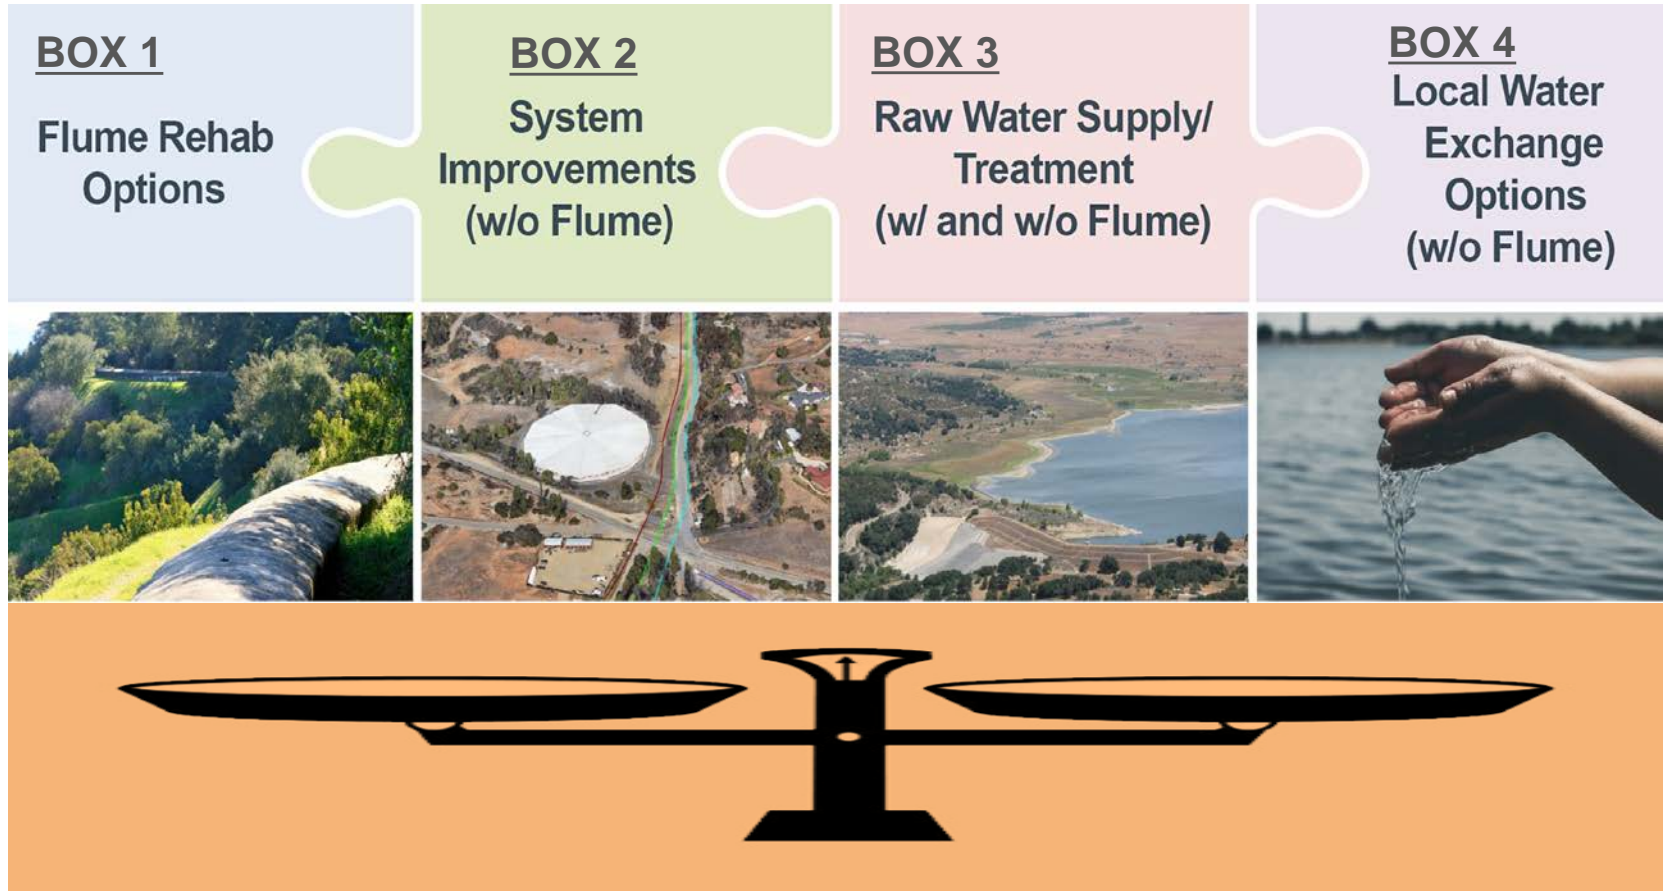 BOX 1
Flume Rehab
Options
BOX 2
System
Improvements
(w/o Flume)
BOX 3
Raw Water Supply/
Treatment
(w/ and w/o Flume)
BOX 4
Local Water
Exchange
Options
(w/o Flume)